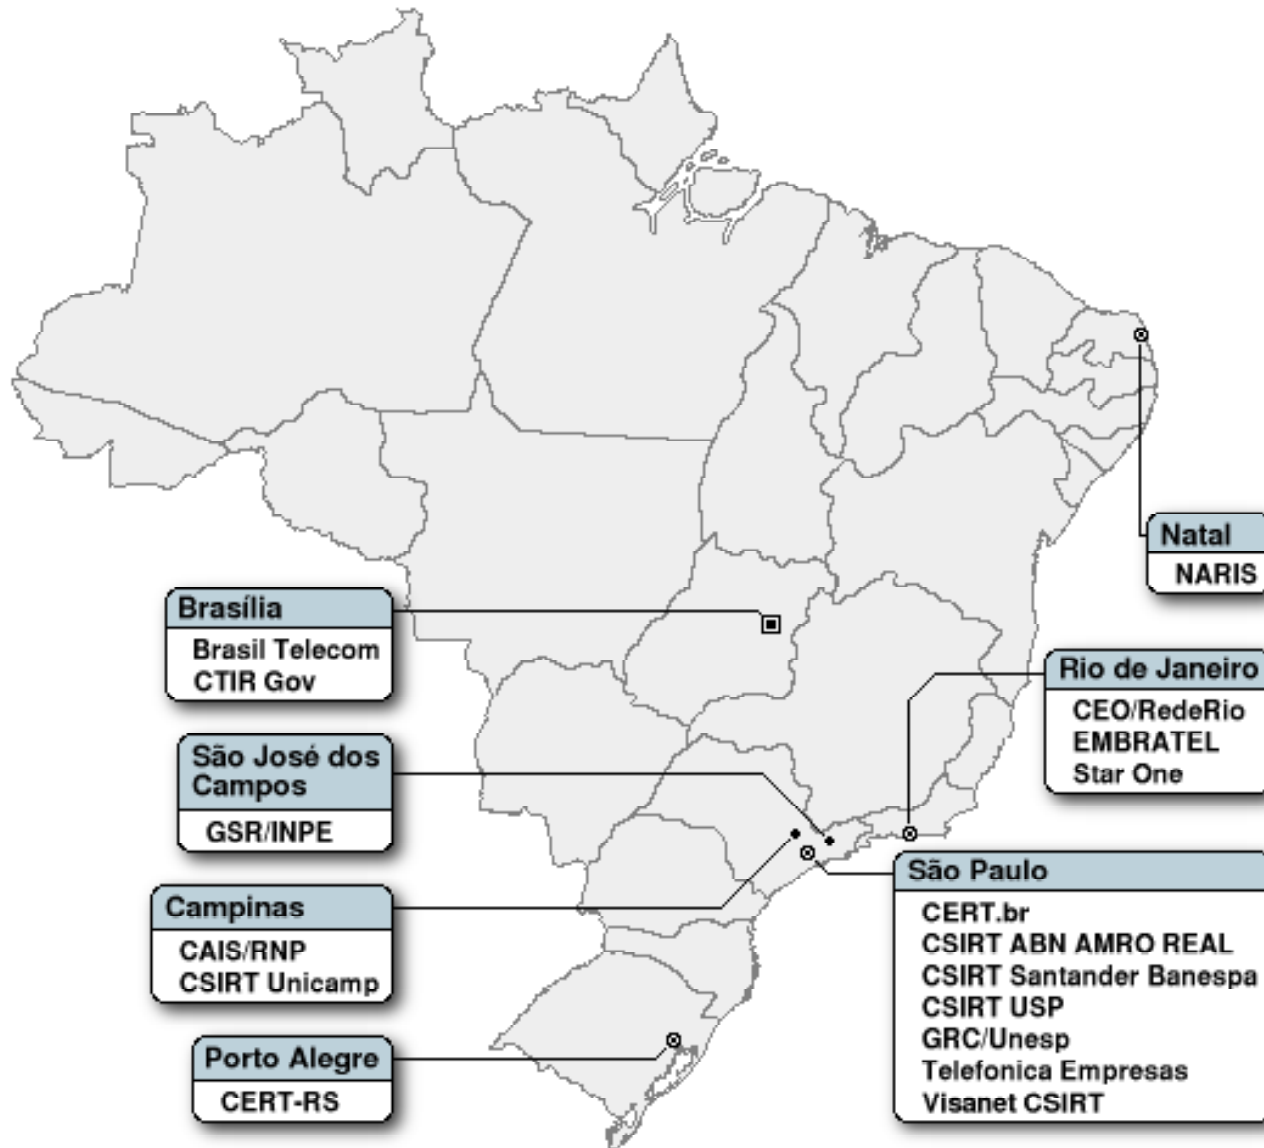 Natal
NARIS
Brasília
Brasil Telecom
CTIR Gov
Rio de Janeiro
CEO/RedeRio
EMBRATEL
Star One
São José dos
Campos
GSR/INPE
São Paulo
CERT.br
CSIRT ABN AMRO REAL
CSIRT Santander Banespa
CSIRT USP
GRC/Unesp
Telefonica Empresas
Visanet CSIRT
Campinas
CAIS/RNP
CSIRT Unicamp
Porto Alegre
CERT-RS